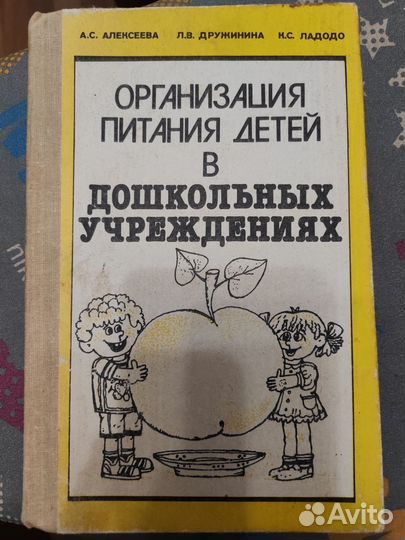 А.С. АЛЕКСЕЕВА Л.В. ДРУЖИНИНА К.С. ЛАДОДО
ОРГАНИЗАЦИЯ
ПИТАНИЯ ДЕТЕЙ
В
ДОШКОЛЬНЫХ
УЧРЕЖДЕНИЯХ
Avito